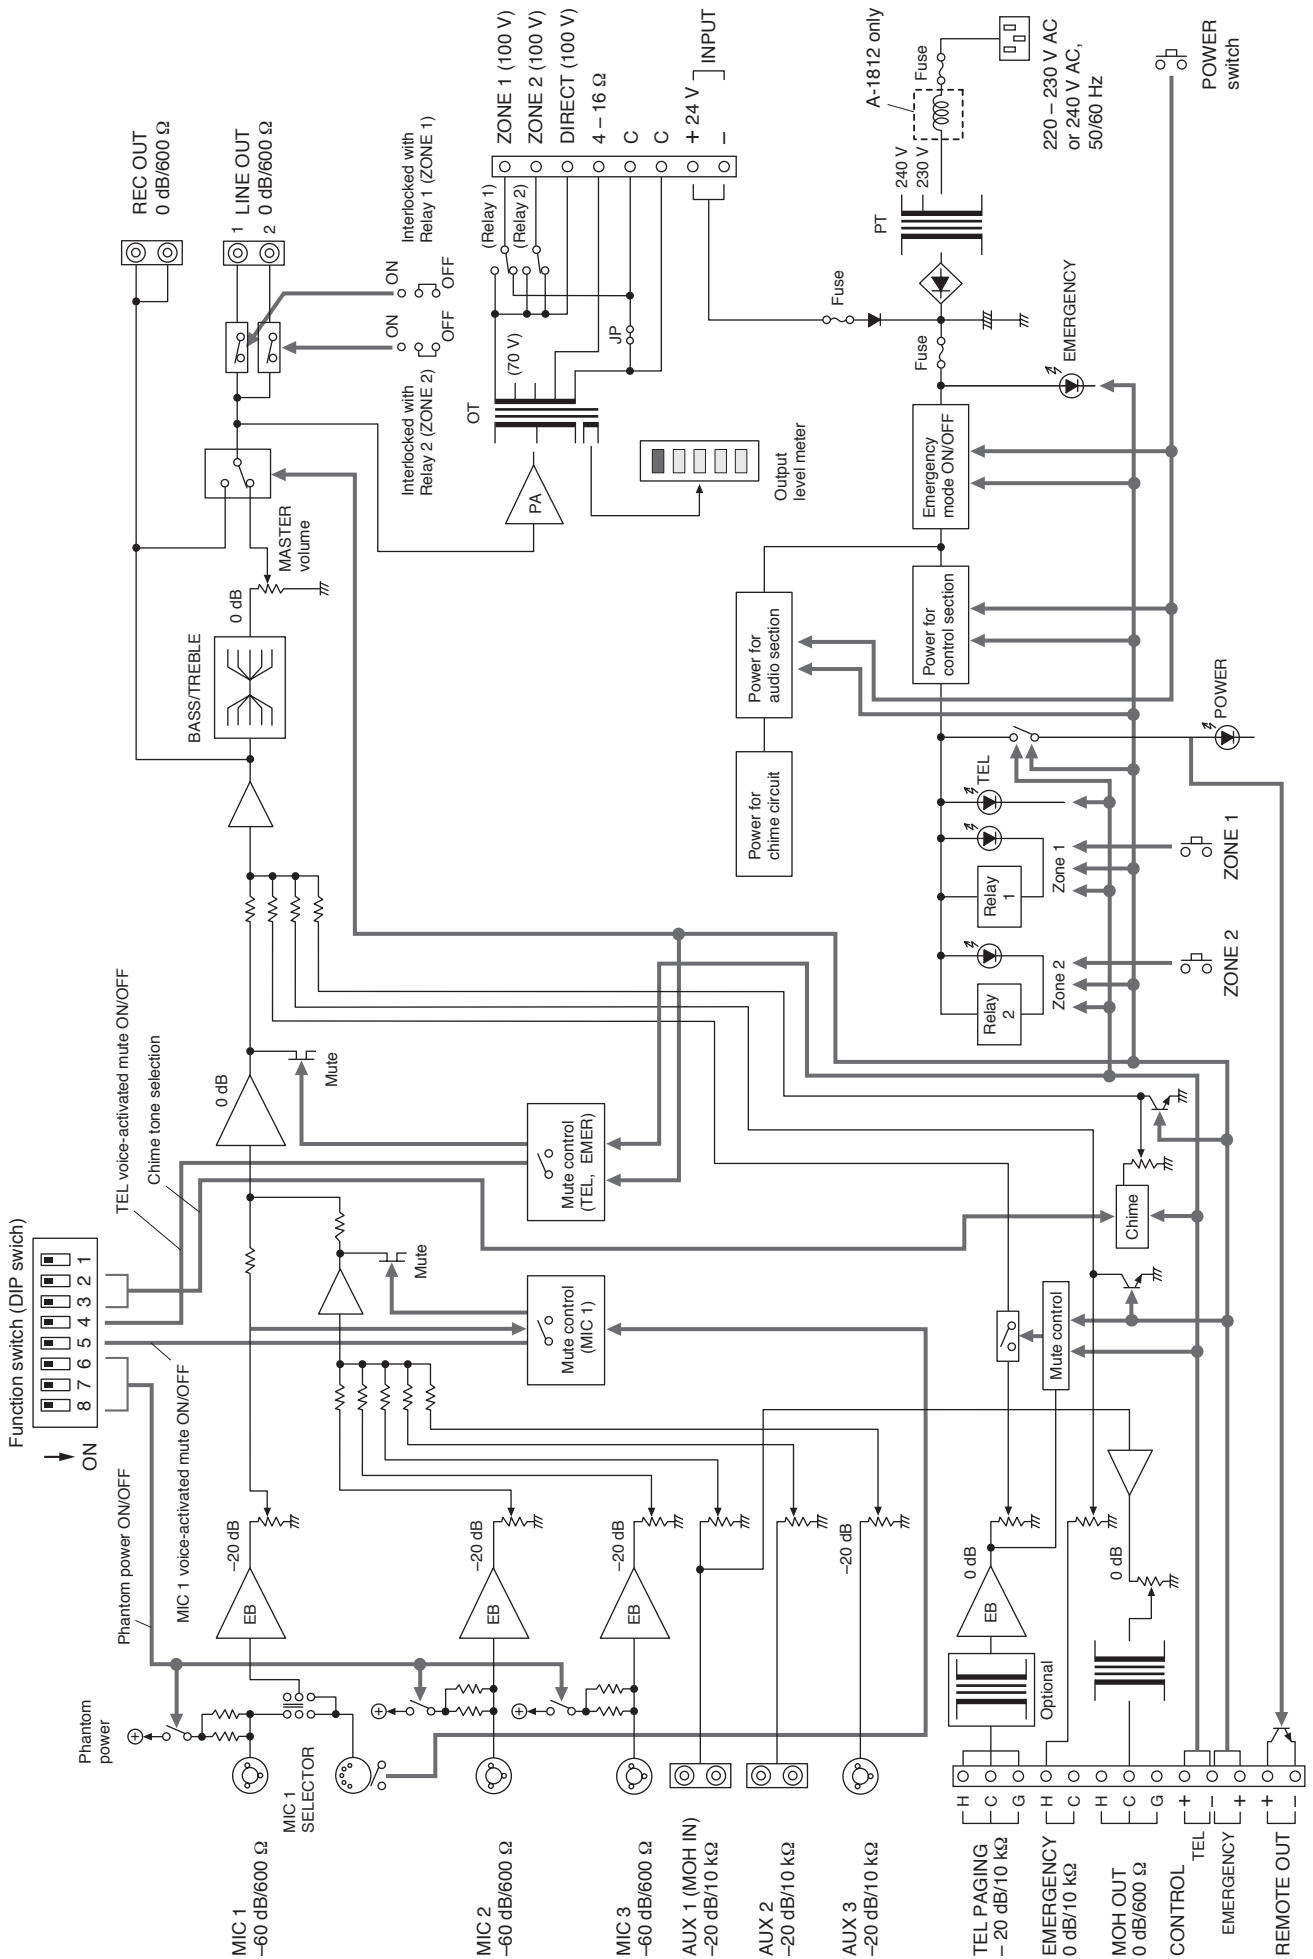 Function switch (DIP swich)
8 7 6 5 4 3 2 1
ON
Phantom power ON/OFF
MIC 1 voice-activated mute ON/OFF
TEL voice-activated mute ON/OFF
Chime tone selection
Phantom
power
MIC 1
–60 dB/600 Ω
MIC 1
SELECTOR
EB
–20 dB
0 dB
Mute
BASS/TREBLE
0 dB
MASTER
volume
REC OUT
0 dB/600 Ω
1
2
LINE OUT
0 dB/600 Ω
ON
OFF
Interlocked with
Relay 1 (ZONE 1)
ON
OFF
Interlocked with
Relay 2 (ZONE 2)
MIC 2
–60 dB/600 Ω
EB
–20 dB
Mute
Mute control
(MIC 1)
Mute control
(TEL, EMER)
PA
OT
(70 V)
JP
(Relay 1)
(Relay 2)
ZONE 1 (100 V)
ZONE 2 (100 V)
DIRECT (100 V)
4 – 16 Ω
C
C
+ 24 V
–
INPUT
Output
level meter
MIC 3
–60 dB/600 Ω
EB
–20 dB
AUX 1 (MOH IN)
–20 dB/10 kΩ
AUX 2
–20 dB/10 kΩ
AUX 3
–20 dB/10 kΩ
–20 dB
Power for
chime circuit
Power for
audio section
Fuse
A-1812 only
Fuse
PT
240 V
230 V
220 – 230 V AC
or 240 V AC,
50/60 Hz
Fuse
Emergency
mode ON/OFF
Power for
control section
EMERGENCY
POWER
switch
POWER
TEL
Relay
1
Zone 1
ZONE 1
Relay
2
Zone 2
ZONE 2
TEL PAGING
– 20 dB/10 kΩ
H
C
G
Optional
EB
0 dB
Mute control
Chime
EMERGENCY
0 dB/10 kΩ
H
C
MOH OUT
0 dB/600 Ω
H
C
G
0 dB
CONTROL
TEL
+
–
EMERGENCY
+
REMOTE OUT
+
–